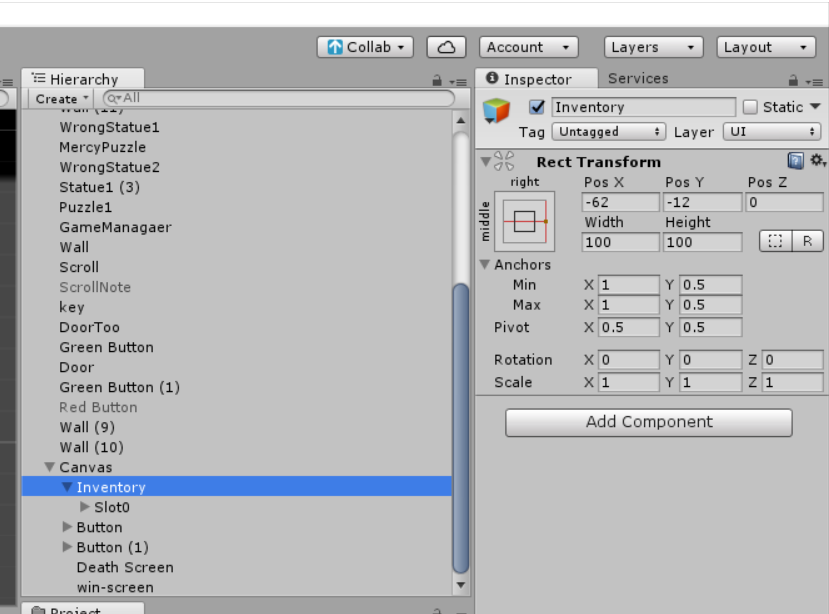 Collab Account Layers Layout
Hierarchy
Create All
Wall (11)
WrongStatue1
MercyPuzzle
WrongStatue2
Statue1 (3)
Puzzle1
GameManagaer
Wall
Scroll
ScrollNote
key
DoorToo
Green Button
Door
Green Button (1)
Red Button
Wall (9)
Wall (10)
Canvas
Inventory
Slot0
Button
Button (1)
Death Screen
win-screen
Project
Inspector Services
Inventory Static
Tag Untagged Layer UI
Rect Transform
right Pos X Pos Y Pos Z
middle
-62 -12 0
Width Height
100 100 R
Anchors
Min X 1 Y 0.5
Max X 1 Y 0.5
Pivot X 0.5 Y 0.5
Rotation X 0 Y 0 Z 0
Scale X 1 Y 1 Z 1
Add Component